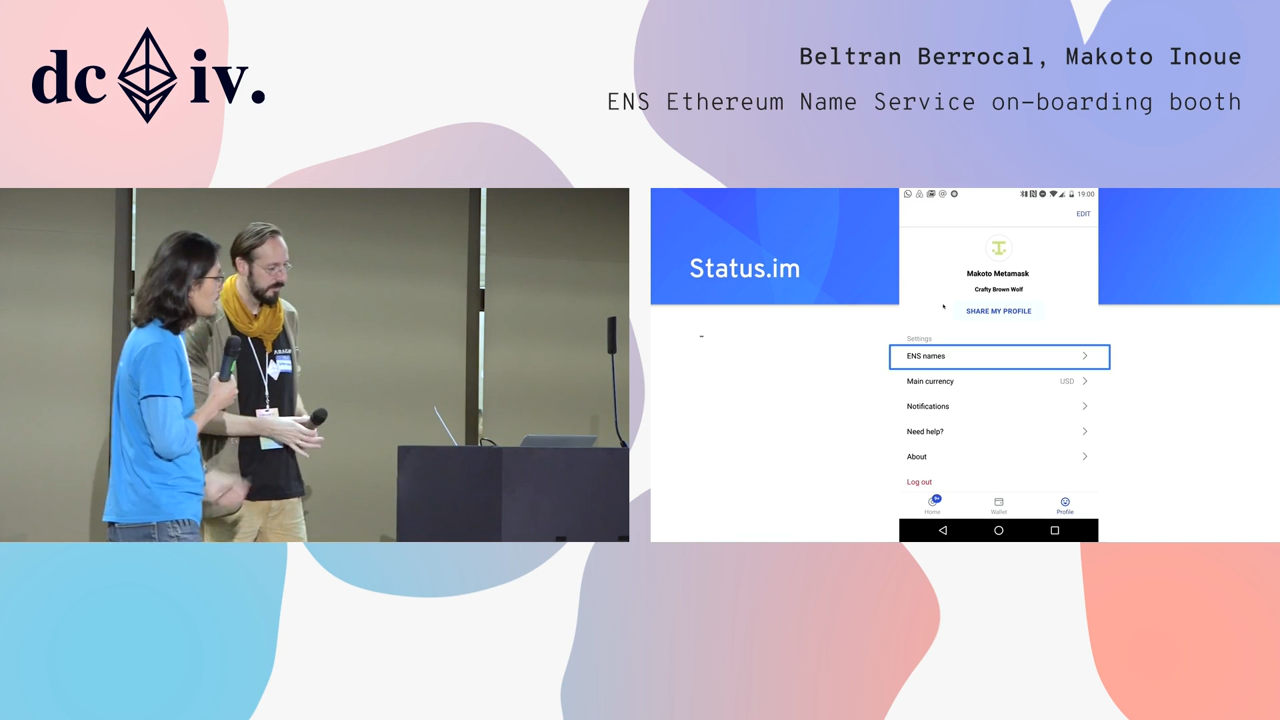 dc iv.
Beltran Berrocal, Makoto Inoue
ENS Ethereum Name Service on-boarding booth
Status.im
-
19:00
EDIT
Makoto Metamask
Crafty Brown Wolf
SHARE MY PROFILE
Settings
ENS names
Main currency USD
Notifications
Need help?
About
Log out
Home
Wallet
Profile